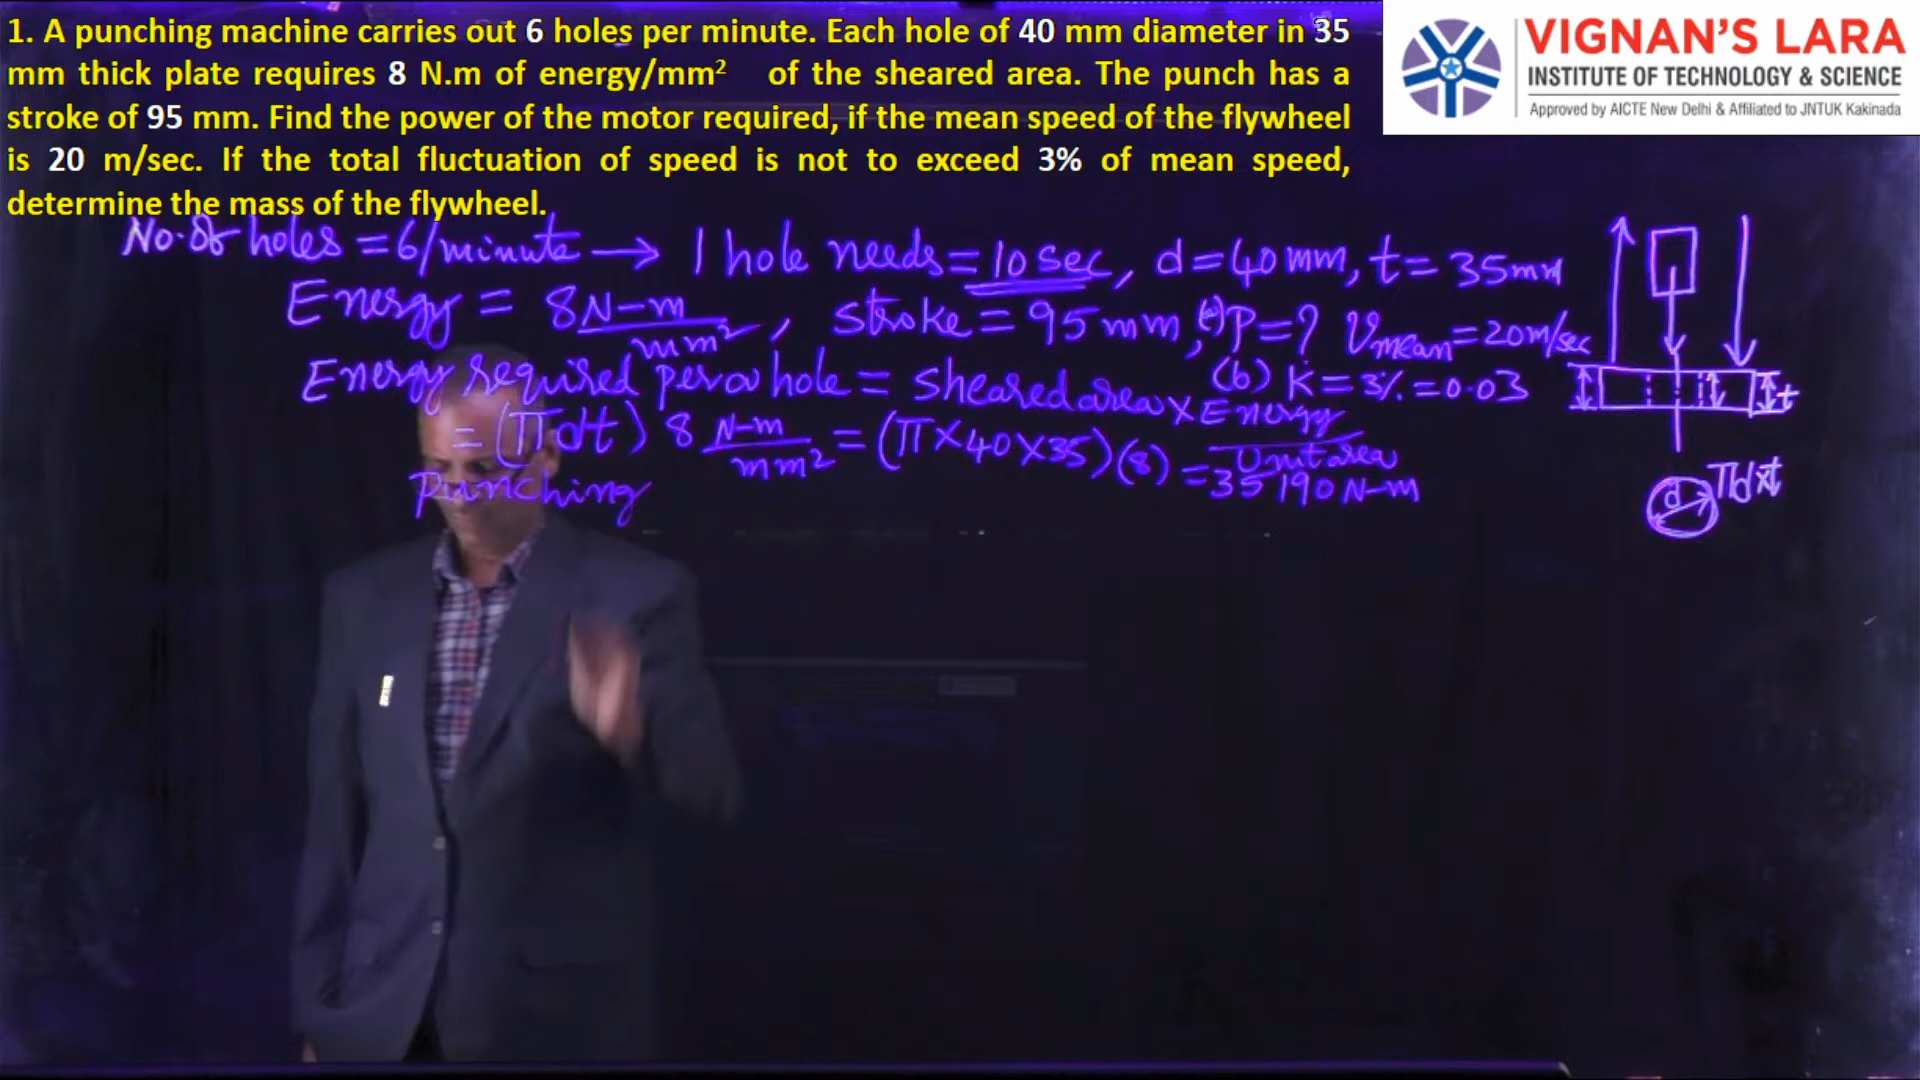 1. A punching machine carries out 6 holes per minute. Each hole of 40 mm diameter in 35
mm thick plate requires 8 N.m of energy/mm² of the sheared area. The punch has a
stroke of 95 mm. Find the power of the motor required, if the mean speed of the flywheel
is 20 m/sec. If the total fluctuation of speed is not to exceed 3% of mean speed,
determine the mass of the flywheel.
VIGNAN'S LARA
INSTITUTE OF TECHNOLOGY & SCIENCE
Approved by AICTE New Delhi & Affiliated to JNTUK Kakinada
No. of holes = 6/minute → 1 hole needs = 10 sec, d = 40 mm, t = 35 mm
Energy = 8 N-m / mm², stroke = 95 mm, (a) P = ? Vmean = 20 m/sec
(b) K = 3% = 0.03
Energy required per hole = Sheared area × Energy / Unit area
= (πdt) 8 N-m / mm² = (π×40×35)(8) = 35190 N-m
Punching
t
d
πd×t